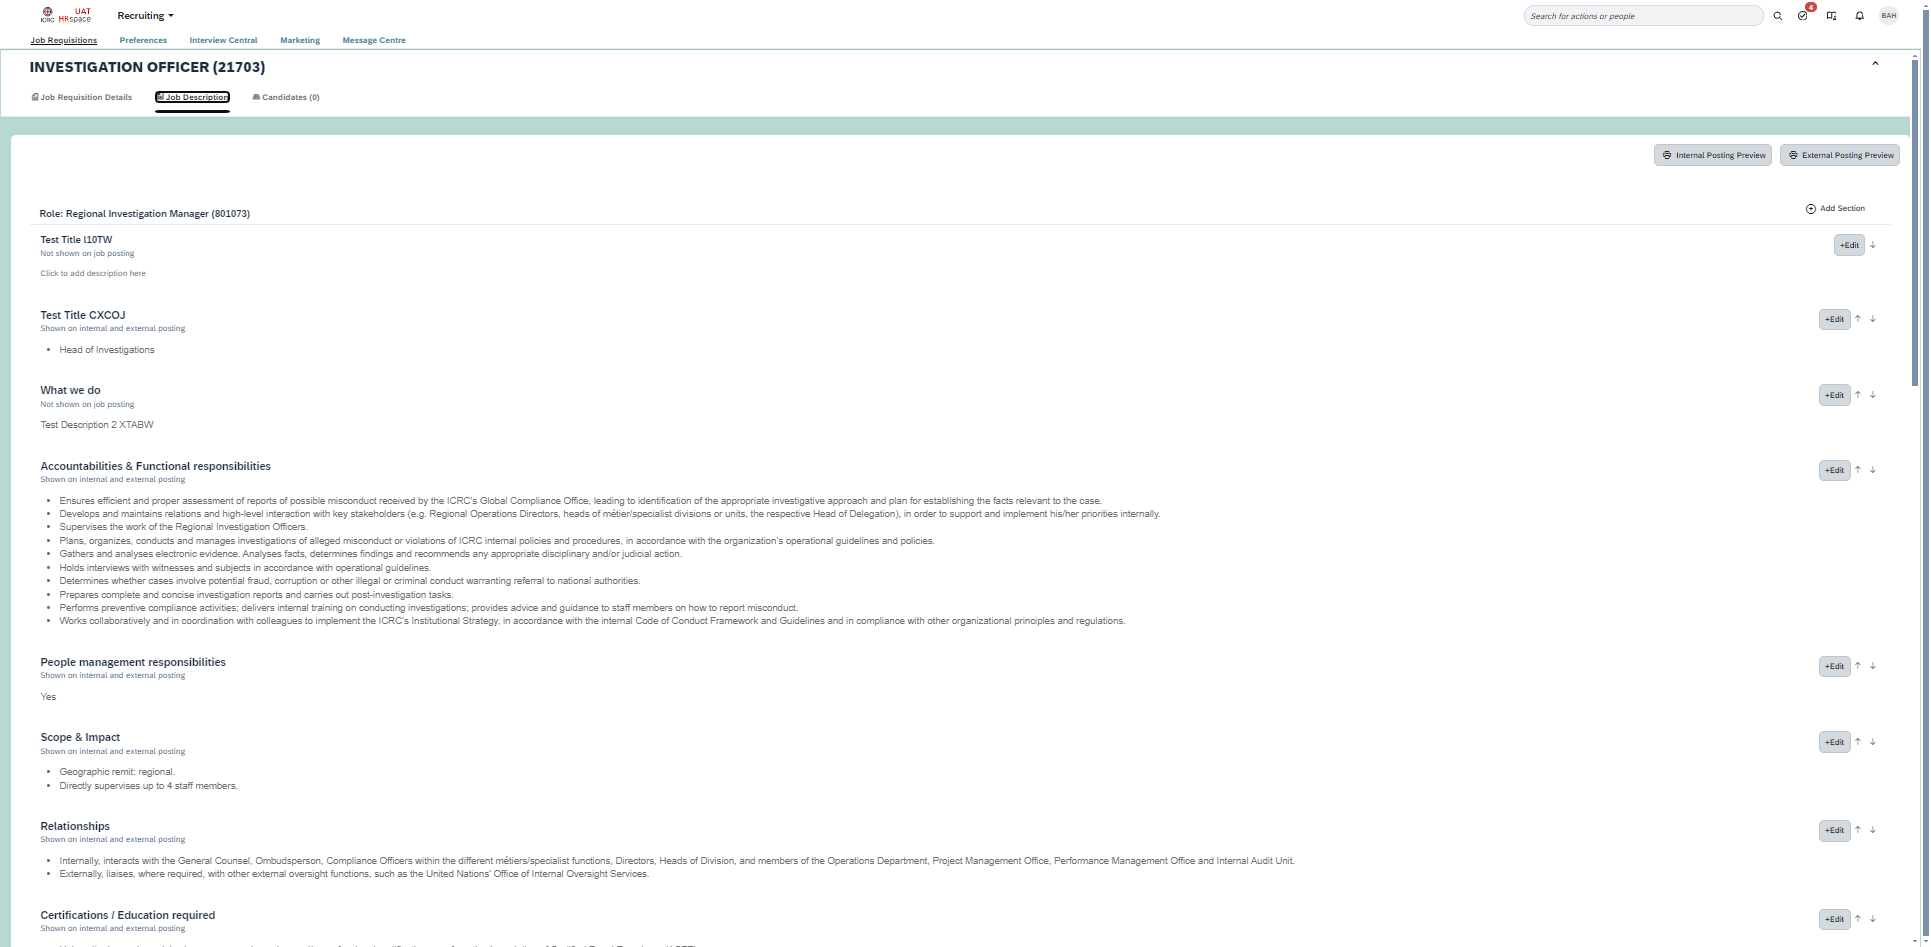 ICRC
UAT
HRspace
Recruiting
Search for actions or people
4
BAH
Job Requisitions
Preferences
Interview Central
Marketing
Message Centre
INVESTIGATION OFFICER (21703)
Job Requisition Details
Job Description
Candidates (0)
Internal Posting Preview
External Posting Preview
Role: Regional Investigation Manager (801073)
Add Section
Test Title I10TW
+Edit
Not shown on job posting
Click to add description here
Test Title CXCOJ
+Edit
Shown on internal and external posting
• Head of Investigations
What we do
+Edit
Not shown on job posting
Test Description 2 XTABW
Accountabilities & Functional responsibilities
+Edit
Shown on internal and external posting
• Ensures efficient and proper assessment of reports of possible misconduct received by the ICRC's Global Compliance Office, leading to identification of the appropriate investigative approach and plan for establishing the facts relevant to the case.
• Develops and maintains relations and high-level interaction with key stakeholders (e.g. Regional Operations Directors, heads of métier/specialist divisions or units, the respective Head of Delegation), in order to support and implement his/her priorities internally.
• Supervises the work of the Regional Investigation Officers.
• Plans, organizes, conducts and manages investigations of alleged misconduct or violations of ICRC internal policies and procedures, in accordance with the organization's operational guidelines and policies.
• Gathers and analyses electronic evidence. Analyses facts, determines findings and recommends any appropriate disciplinary and/or judicial action.
• Holds interviews with witnesses and subjects in accordance with operational guidelines.
• Determines whether cases involve potential fraud, corruption or other illegal or criminal conduct warranting referral to national authorities.
• Prepares complete and concise investigation reports and carries out post-investigation tasks.
• Performs preventive compliance activities; delivers internal training on conducting investigations; provides advice and guidance to staff members on how to report misconduct.
• Works collaboratively and in coordination with colleagues to implement the ICRC's Institutional Strategy, in accordance with the internal Code of Conduct Framework and Guidelines and in compliance with other organizational principles and regulations.
People management responsibilities
+Edit
Shown on internal and external posting
Yes
Scope & Impact
+Edit
Shown on internal and external posting
• Geographic remit: regional.
• Directly supervises up to 4 staff members.
Relationships
+Edit
Shown on internal and external posting
• Internally, interacts with the General Counsel, Ombudsperson, Compliance Officers within the different métiers/specialist functions, Directors, Heads of Division, and members of the Operations Department, Project Management Office, Performance Management Office and Internal Audit Unit.
• Externally, liaises, where required, with other external oversight functions, such as the United Nations' Office of Internal Oversight Services.
Certifications / Education required
+Edit
Shown on internal and external posting